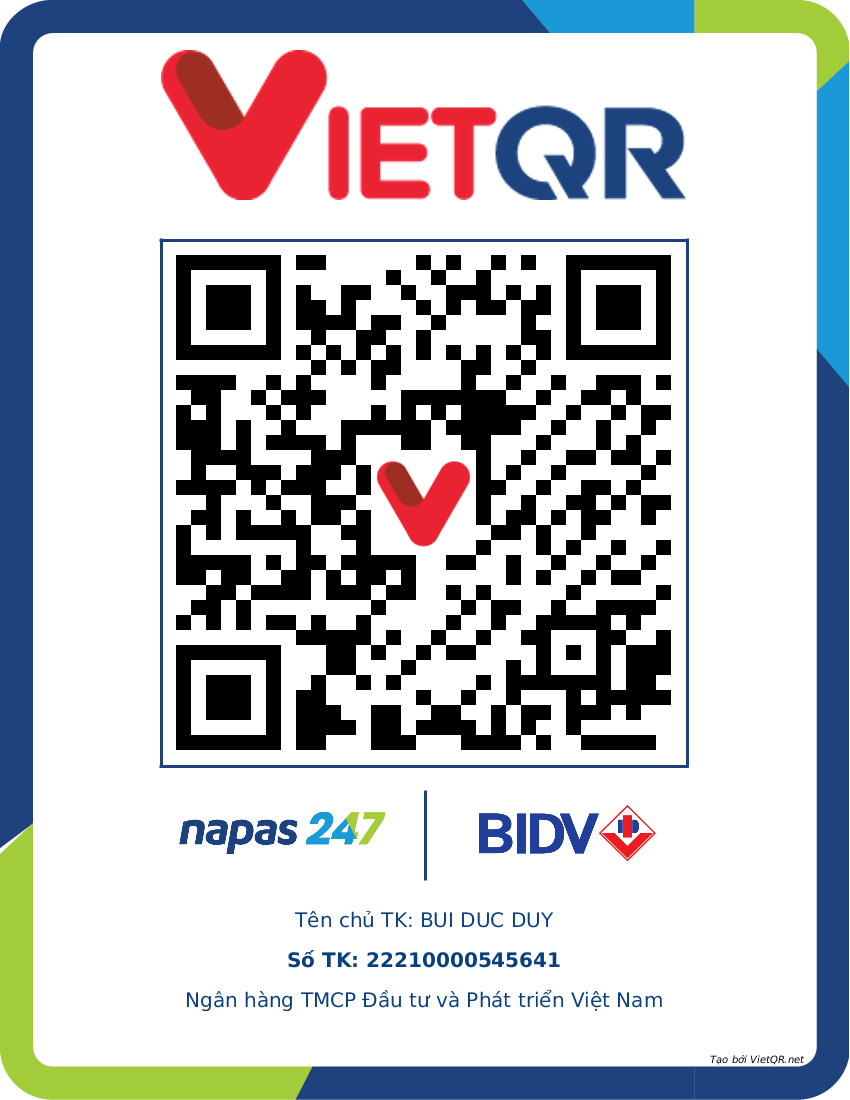 VIETQR
napas 247
BIDV
Tên chủ TK: BUI DUC DUY
Số TK: 22210000545641
Ngân hàng TMCP Đầu tư và Phát triển Việt Nam
Tạo bởi VietQR.net